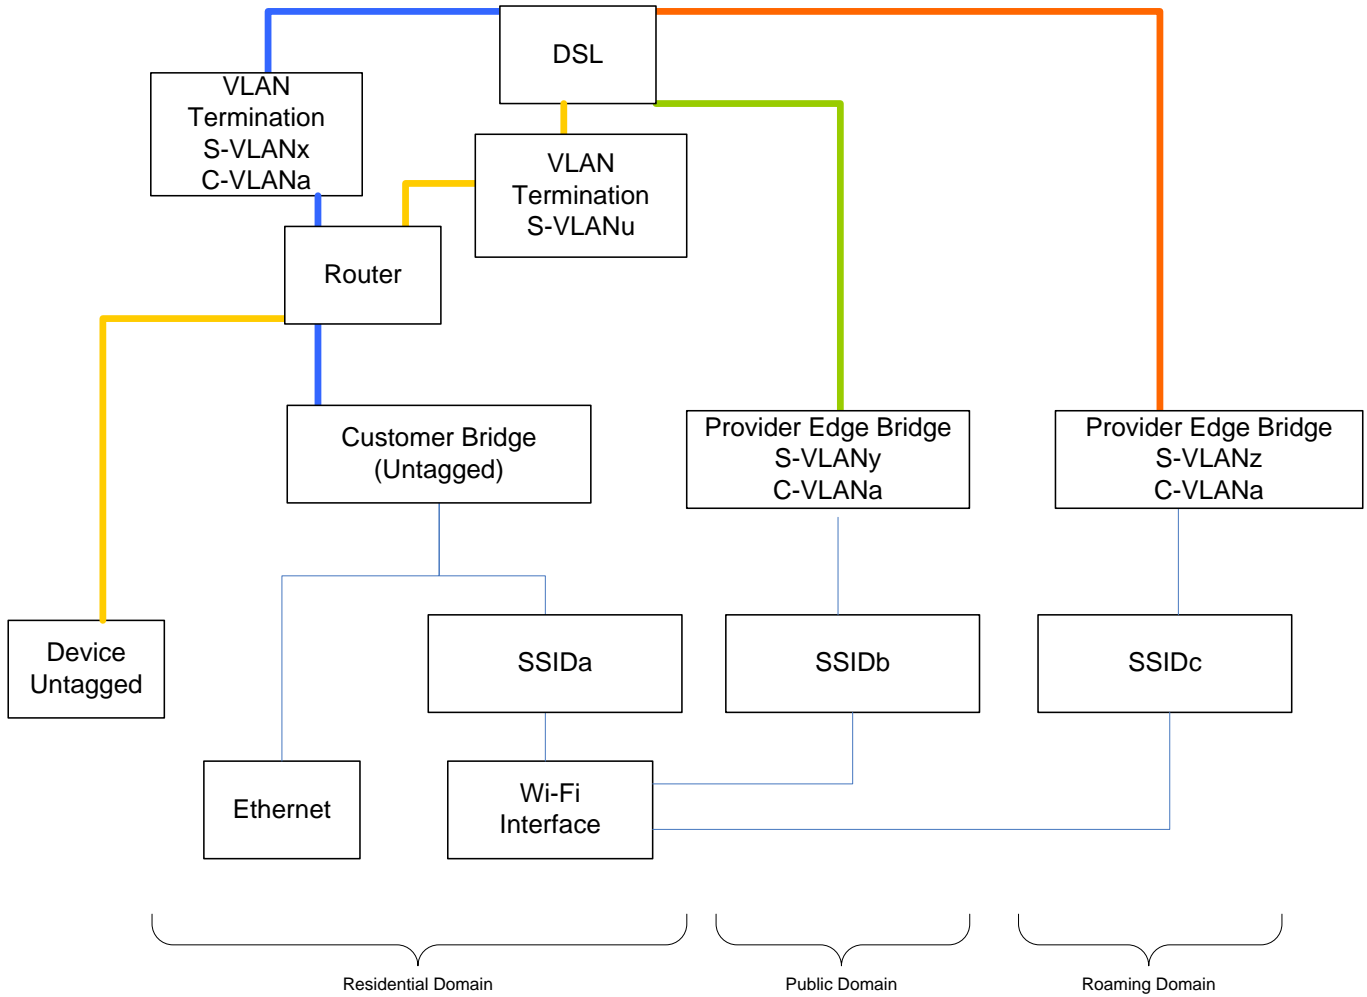 DSL
VLAN
Termination
S-VLANx
C-VLANa
VLAN
Termination
S-VLANu
Router
Customer Bridge
(Untagged)
Provider Edge Bridge
S-VLANy
C-VLANa
Provider Edge Bridge
S-VLANz
C-VLANa
Device
Untagged
SSIDa
SSIDb
SSIDc
Ethernet
Wi-Fi
Interface
Residential Domain
Public Domain
Roaming Domain